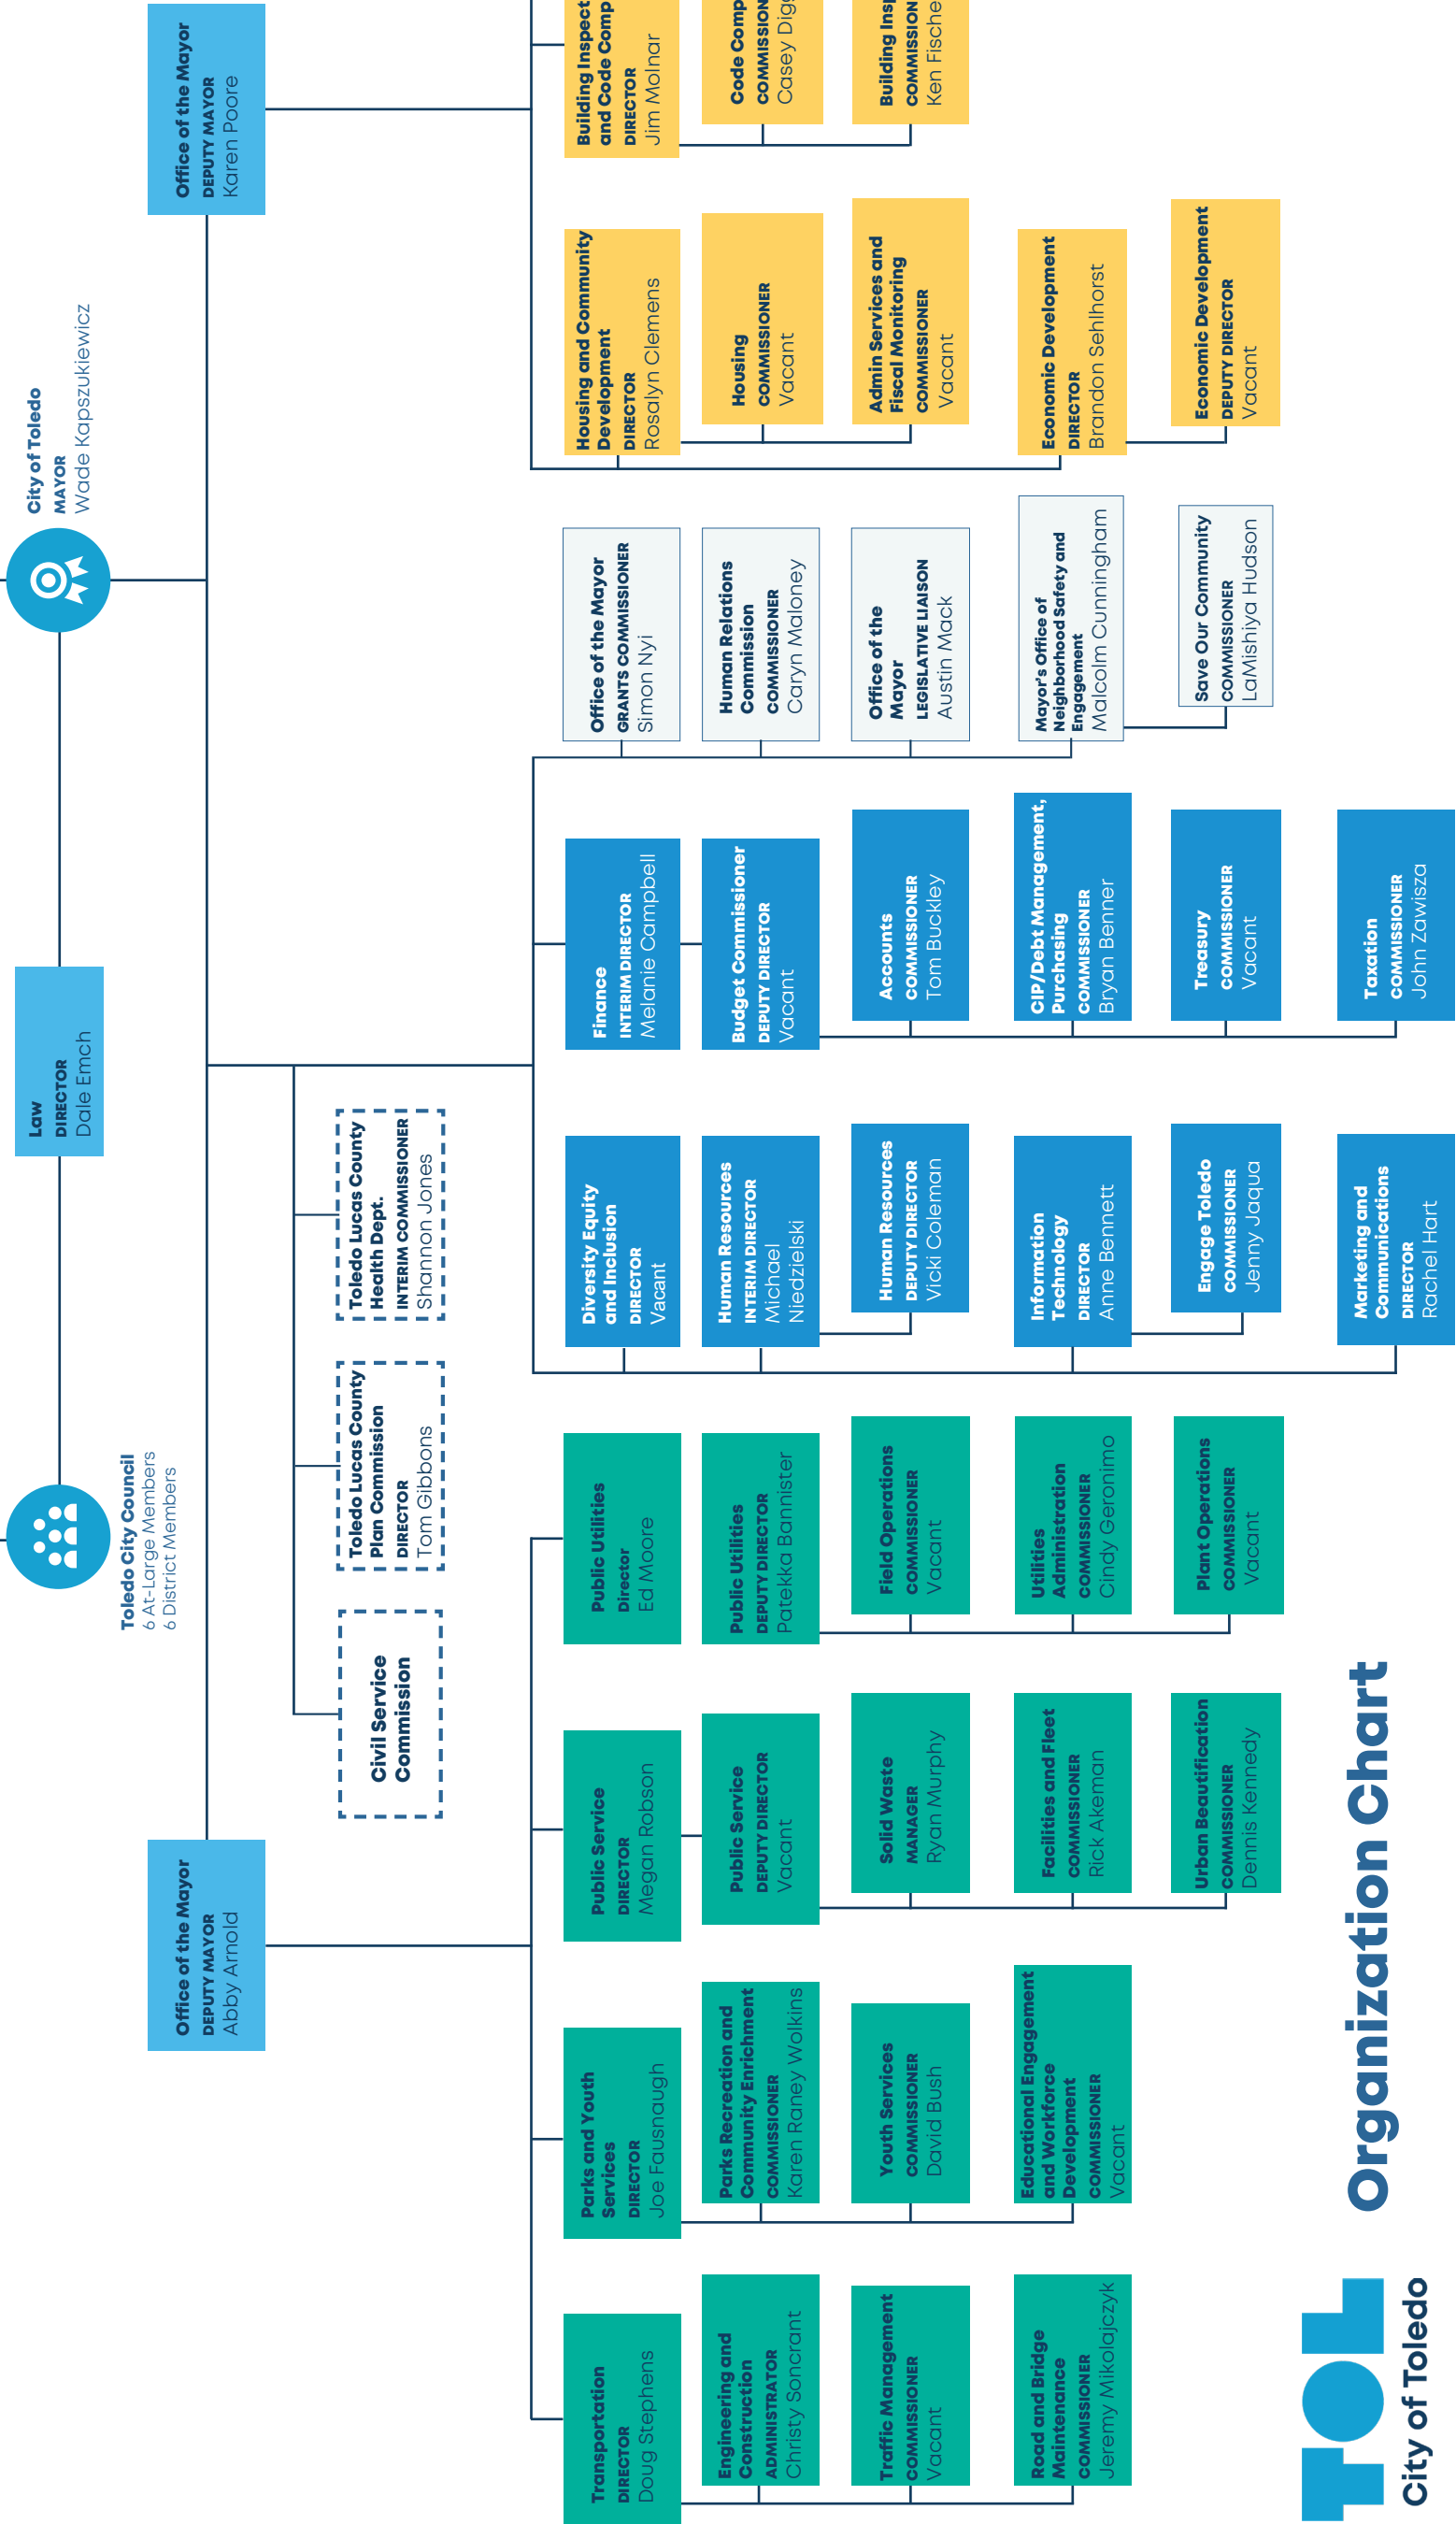 City of Toledo
MAYOR
Wade Kapszukiewicz
Law
DIRECTOR
Dale Emch
Toledo City Council
6 At-Large Members
6 District Members
Office of the Mayor
DEPUTY MAYOR
Abby Arnold
Office of the Mayor
DEPUTY MAYOR
Karen Poore
Civil Service
Commission
Toledo Lucas County
Plan Commission
DIRECTOR
Tom Gibbons
Toledo Lucas County
Health Dept.
INTERIM COMMISSIONER
Shannon Jones
Transportation
DIRECTOR
Doug Stephens
Engineering and
Construction
ADMINISTRATOR
Christy Soncrant
Traffic Management
COMMISSIONER
Vacant
Road and Bridge
Maintenance
COMMISSIONER
Jeremy Mikolajczyk
Parks and Youth
Services
DIRECTOR
Joe Fausnaugh
Parks Recreation and
Community Enrichment
COMMISSIONER
Karen Raney Wolkins
Youth Services
COMMISSIONER
David Bush
Educational Engagement
and Workforce
Development
COMMISSIONER
Vacant
Public Service
DIRECTOR
Megan Robson
Public Service
DEPUTY DIRECTOR
Vacant
Solid Waste
MANAGER
Ryan Murphy
Facilities and Fleet
COMMISSIONER
Rick Akeman
Urban Beautification
COMMISSIONER
Dennis Kennedy
Public Utilities
Director
Ed Moore
Public Utilities
DEPUTY DIRECTOR
Patekka Bannister
Field Operations
COMMISSIONER
Vacant
Utilities
Administration
COMMISSIONER
Cindy Geronimo
Plant Operations
COMMISSIONER
Vacant
Diversity Equity
and Inclusion
DIRECTOR
Vacant
Human Resources
INTERIM DIRECTOR
Michael
Niedzielski
Human Resources
DEPUTY DIRECTOR
Vicki Coleman
Information
Technology
DIRECTOR
Anne Bennett
Engage Toledo
COMMISSIONER
Jenny Jaqua
Marketing and
Communications
DIRECTOR
Rachel Hart
Finance
INTERIM DIRECTOR
Melanie Campbell
Budget Commissioner
DEPUTY DIRECTOR
Vacant
Accounts
COMMISSIONER
Tom Buckley
CIP/Debt Management,
Purchasing
COMMISSIONER
Bryan Benner
Treasury
COMMISSIONER
Vacant
Taxation
COMMISSIONER
John Zawisza
Office of the Mayor
GRANTS COMMISSIONER
Simon Nyi
Human Relations
Commission
COMMISSIONER
Caryn Maloney
Office of the
Mayor
LEGISLATIVE LIAISON
Austin Mack
Mayor's Office of
Neighborhood Safety and
Engagement
Malcolm Cunningham
Save Our Community
COMMISSIONER
LaMishiya Hudson
Housing and Community
Development
DIRECTOR
Rosalyn Clemens
Housing
COMMISSIONER
Vacant
Admin Services and
Fiscal Monitoring
COMMISSIONER
Vacant
Economic Development
DIRECTOR
Brandon Sehlhorst
Economic Development
DEPUTY DIRECTOR
Vacant
Building
and Code
DIRECTOR
Jim Molnar
Code
Casey
Building
Ken
TOL
City of Toledo
Organization Chart